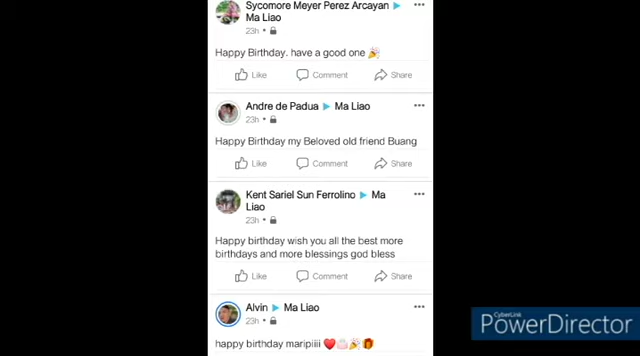 Sycomore Meyer Perez Arcayan ▶
Ma Liao
23h •
Happy Birthday. have a good one 🎉
Like Comment Share
Andre de Padua ▶ Ma Liao
23h •
Happy Birthday my Beloved old friend Buang
Like Comment Share
Kent Sariel Sun Ferrolino ▶ Ma
Liao
23h •
Happy birthday wish you all the best more
birthdays and more blessings god bless
Like Comment Share
Alvin ▶ Ma Liao
23h •
happy birthday maripiiii ❤️🎂🎉🎁
CyberLink
PowerDirector